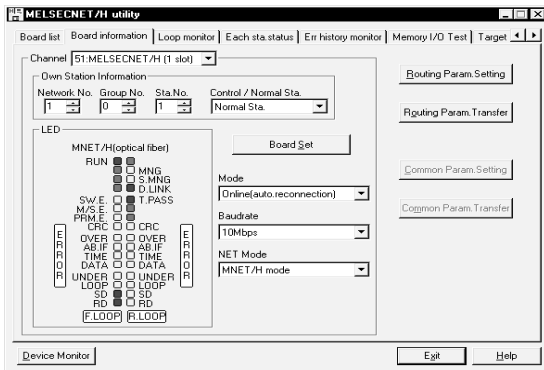 MELSECNET/H utility
Board list Board information Loop monitor Each sta.status Err history monitor Memory I/O Test Target
Channel 51:MELSECNET/H (1 slot)
Own Station Information
Network No. Group No. Sta.No. Control / Normal Sta.
1 0 1 Normal Sta.
LED
MNET/H(optical fiber)
RUN
MNG
S.MNG
D.LINK
SW.E. T.PASS
M/S.E.
PRM.E.
CRC CRC
OVER OVER
AB.IF AB.IF
TIME TIME
DATA DATA
UNDER UNDER
LOOP LOOP
SD SD
RD RD
ERROR ERROR
F.LOOP R.LOOP
Board Set
Mode
Online(auto.reconnection)
Baudrate
10Mbps
NET Mode
MNET/H mode
Routing Param.Setting
Routing Param.Transfer
Common Param.Setting
Common Param.Transfer
Device Monitor Exit Help